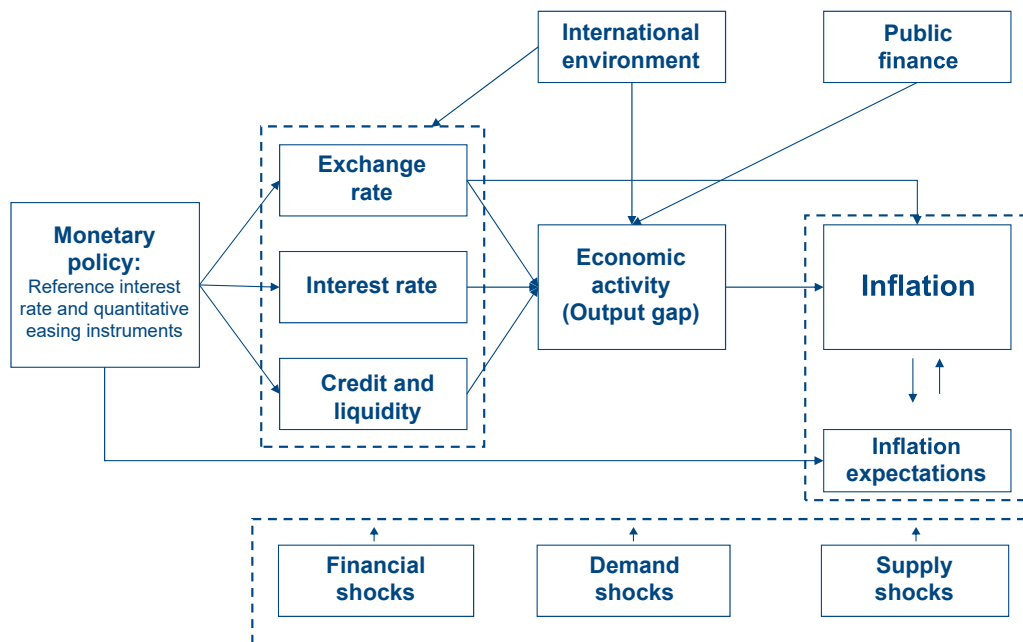 International
environment
Public
finance
Exchange
rate
Monetary
policy:
Reference interest
rate and quantitative
easing instruments
Interest rate
Economic
activity
(Output gap)
Inflation
Credit and
liquidity
Inflation
expectations
Financial
shocks
Demand
shocks
Supply
shocks